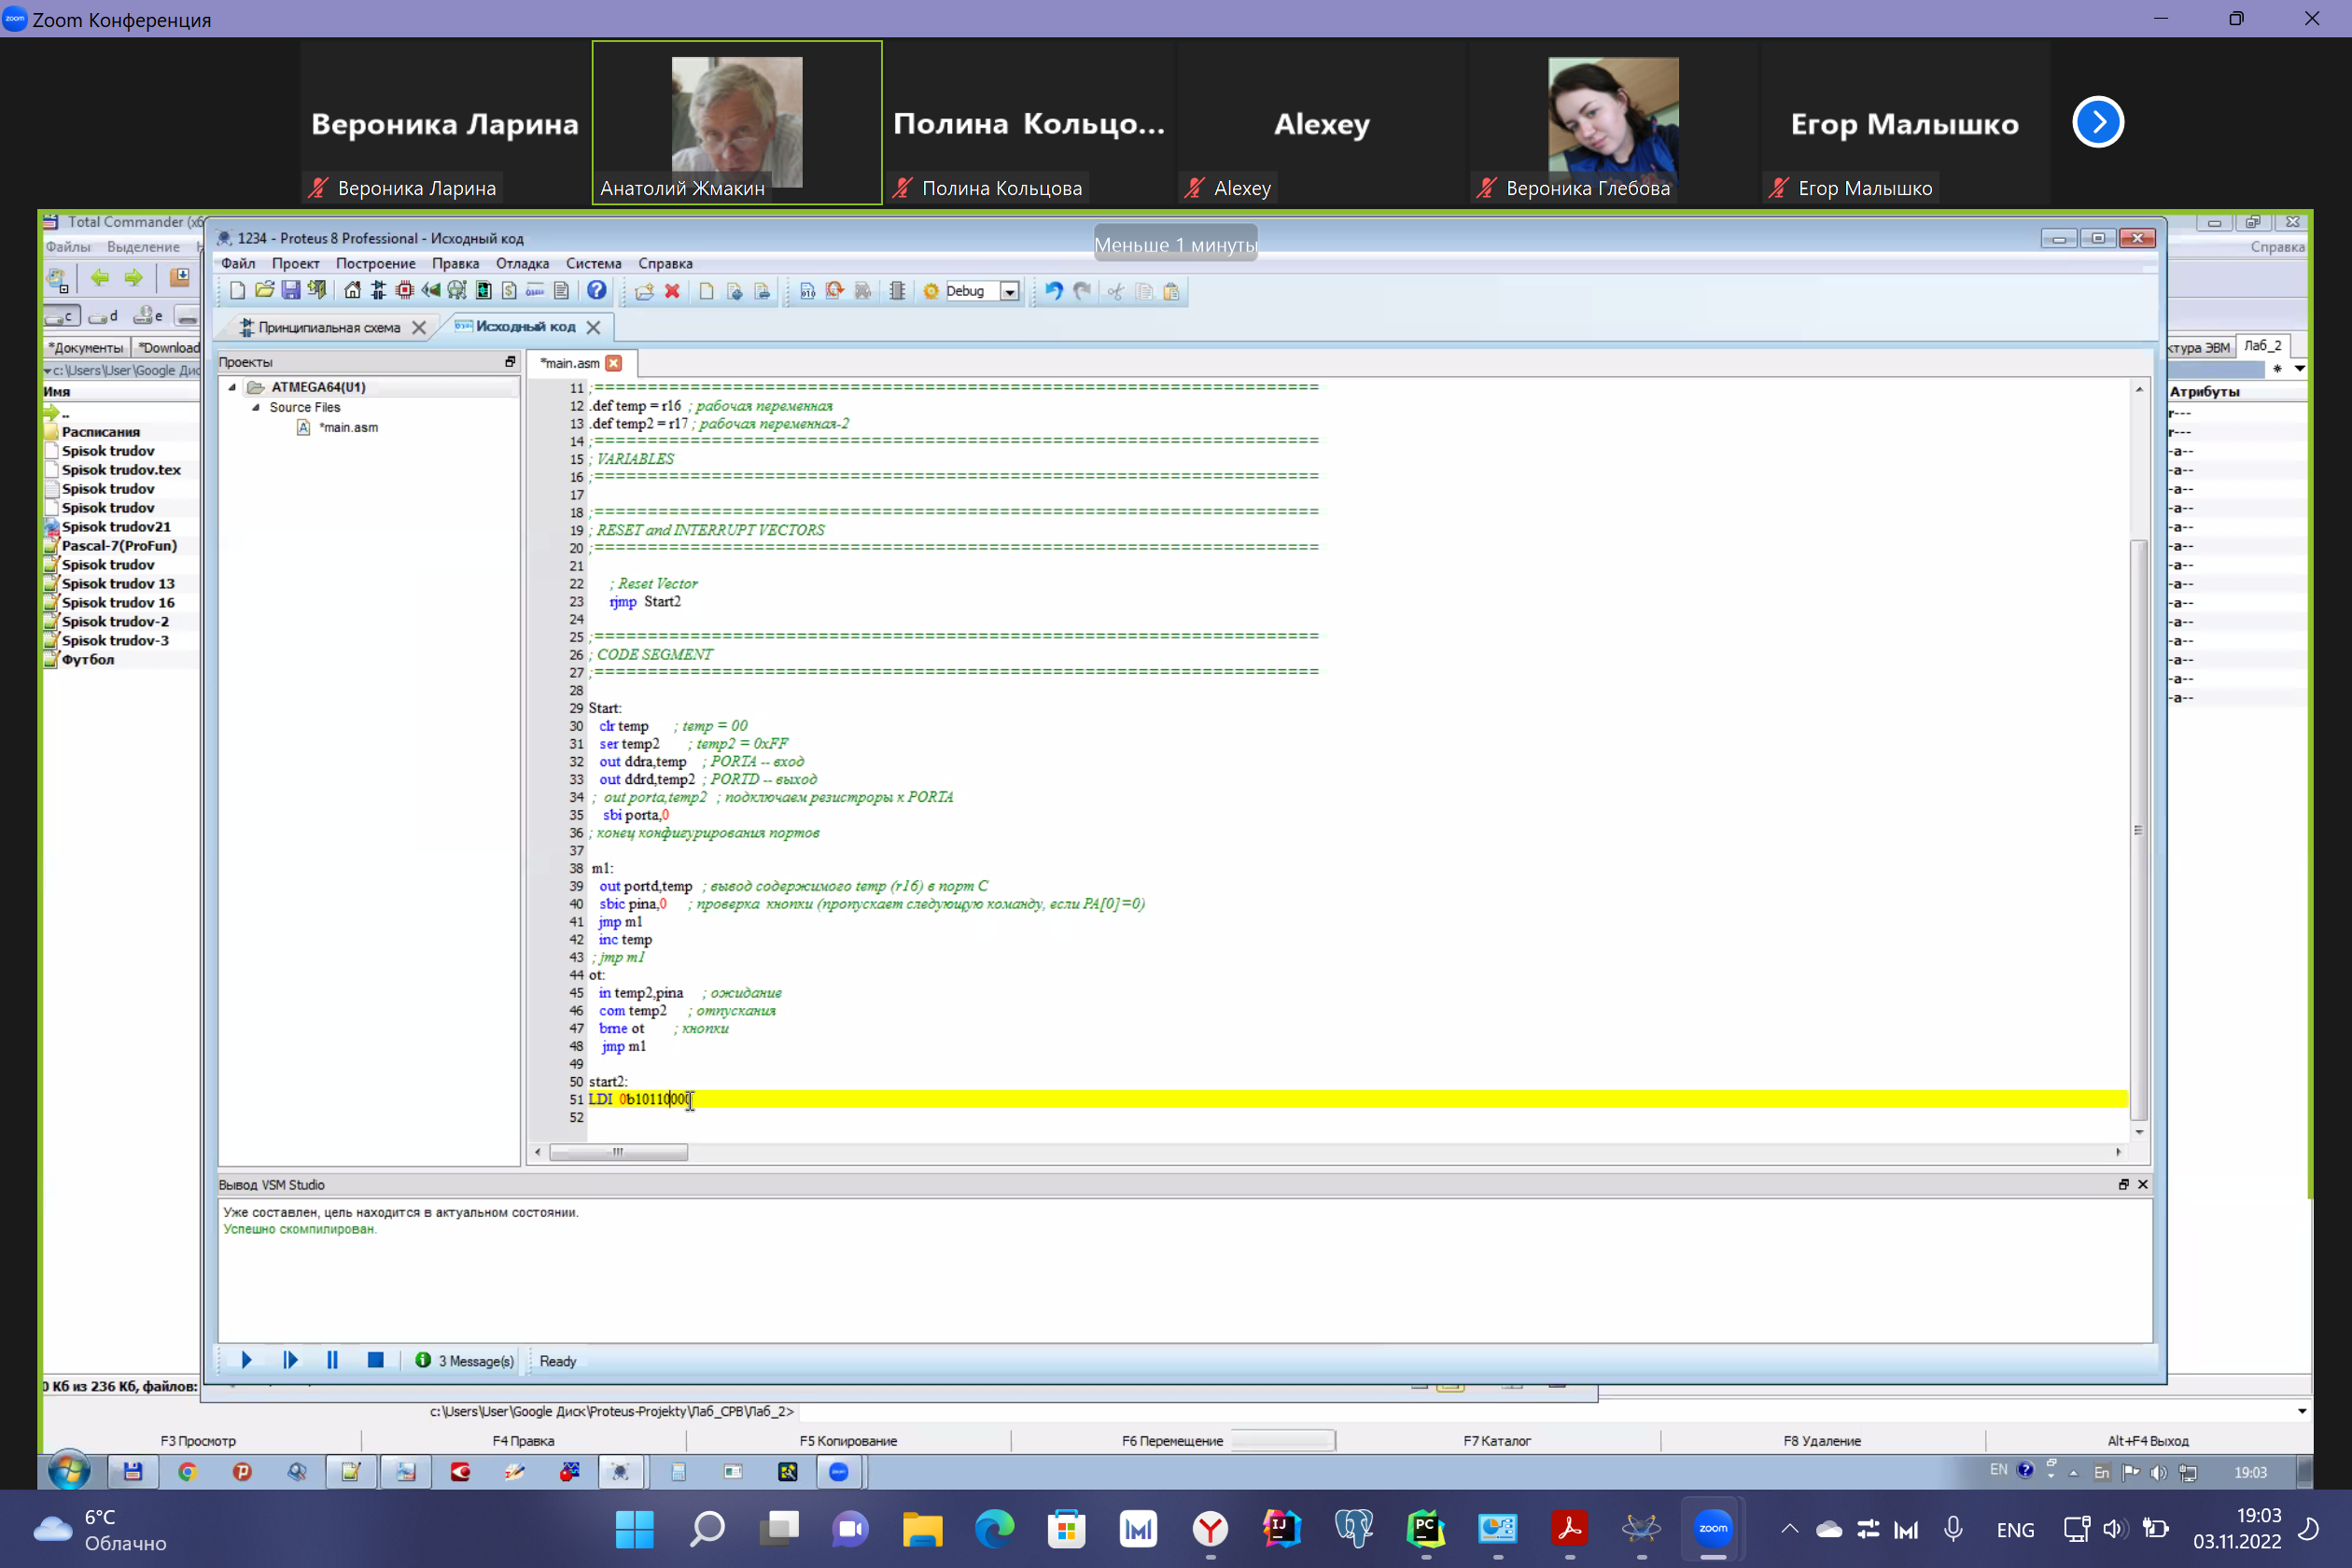 Zoom Конференция
Вероника Ларина
Полина Кольцо...
Alexey
Егор Малышко
Вероника Ларина
Анатолий Жмакин
Полина Кольцова
Alexey
Вероника Глебова
Егор Малышко
Total Commander (x6
1234 - Proteus 8 Professional - Исходный код
Меньше 1 минуты
Файлы Выделение
Справка
Файл Проект Построение Правка Отладка Система Справка
Debug
c d e
Принципиальная схема
Исходный код
*Документы *Download
ктура ЭВМ Лаб_2
c:\Users\User\Google Дис
Проекты
*main.asm
Имя
Атрибуты
ATMEGA64(U1)
Source Files
*main.asm
..
Расписания
Spisok trudov
Spisok trudov.tex
Spisok trudov
Spisok trudov
Spisok trudov21
Pascal-7(ProFun)
Spisok trudov
Spisok trudov 13
Spisok trudov 16
Spisok trudov-2
Spisok trudov-3
Футбол
r---
r---
-a--
-a--
-a--
-a--
-a--
-a--
-a--
-a--
-a--
-a--
-a--
-a--
-a--
-a--
11 ;=====================================================================
12 .def temp = r16 ; рабочая переменная
13 .def temp2 = r17 ; рабочая переменная-2
14 ;=====================================================================
15 ; VARIABLES
16 ;=====================================================================
17
18 ;=====================================================================
19 ; RESET and INTERRUPT VECTORS
20 ;=====================================================================
21
22 ; Reset Vector
23 rjmp Start2
24
25 ;=====================================================================
26 ; CODE SEGMENT
27 ;=====================================================================
28
29 Start:
30 clr temp ; temp = 00
31 ser temp2 ; temp2 = 0xFF
32 out ddra,temp ; PORTA -- вход
33 out ddrd,temp2 ; PORTD -- выход
34 ; out porta,temp2 ; подключаем резистроры к PORTA
35 sbi porta,0
36 ; конец конфигурирования портов
37
38 m1:
39 out portd,temp ; вывод содержимого temp (r16) в порт C
40 sbic pina,0 ; проверка кнопки (пропускает следующую команду, если PA[0]=0)
41 jmp m1
42 inc temp
43 ; jmp m1
44 ot:
45 in temp2,pina ; ожидание
46 com temp2 ; отпускания
47 brne ot ; кнопки
48 jmp m1
49
50 start2:
51 LDI 0b10110000
52
Вывод VSM Studio
Уже составлен, цель находится в актуальном состоянии.
Успешно скомпилирован.
3 Message(s) Ready
0 Кб из 236 Кб, файлов:
c:\Users\User\Google Диск\Proteus-Projekty\Лаб_СРВ\Лаб_2>
F3 Просмотр F4 Правка F5 Копирование F6 Перемещение F7 Каталог F8 Удаление Alt+F4 Выход
EN En 19:03
6°C
Облачно
zoom
ENG
19:03
03.11.2022